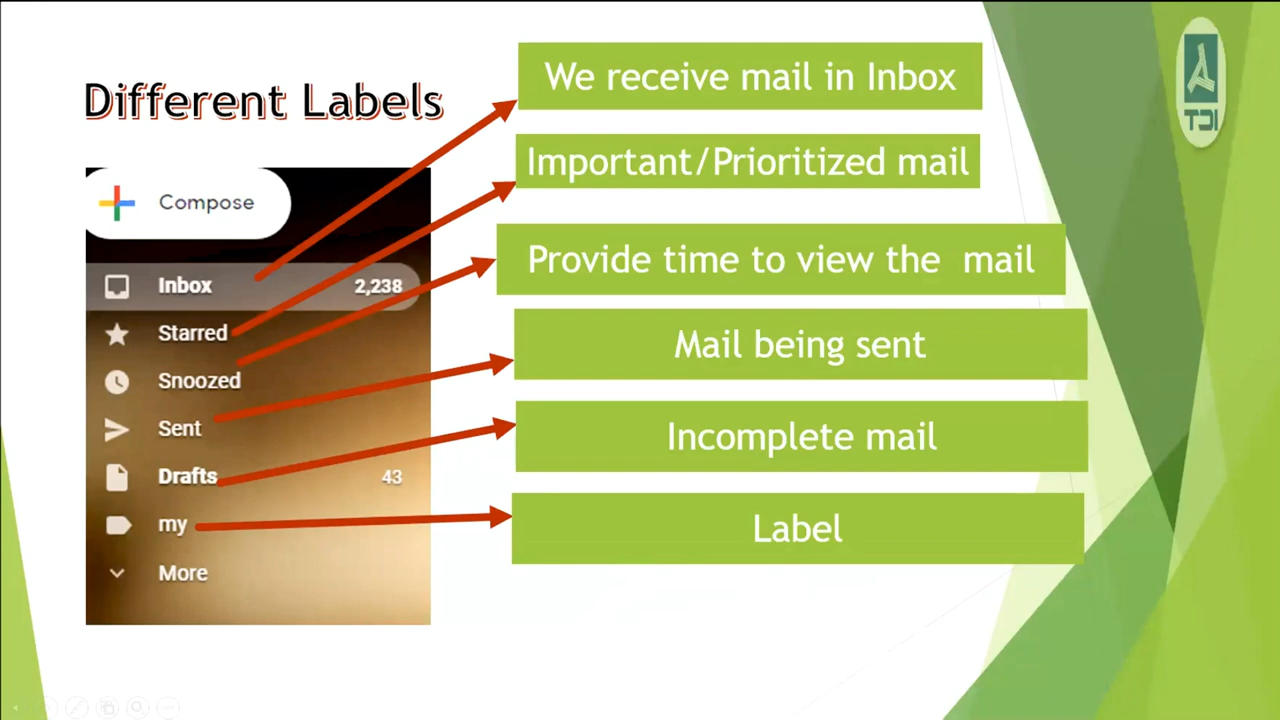 Different Labels
We receive mail in Inbox
Important/Prioritized mail
Provide time to view the mail
Mail being sent
Incomplete mail
Label
Compose
Inbox 2,238
Starred
Snoozed
Sent
Drafts 43
my
More
TDI